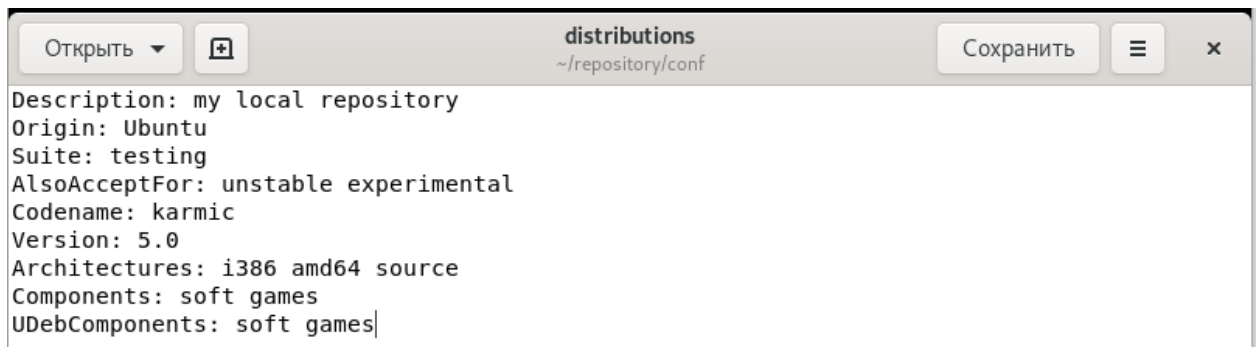 Открыть
distributions
~/repository/conf
Сохранить
Description: my local repository
Origin: Ubuntu
Suite: testing
AlsoAcceptFor: unstable experimental
Codename: karmic
Version: 5.0
Architectures: i386 amd64 source
Components: soft games
UDebComponents: soft games